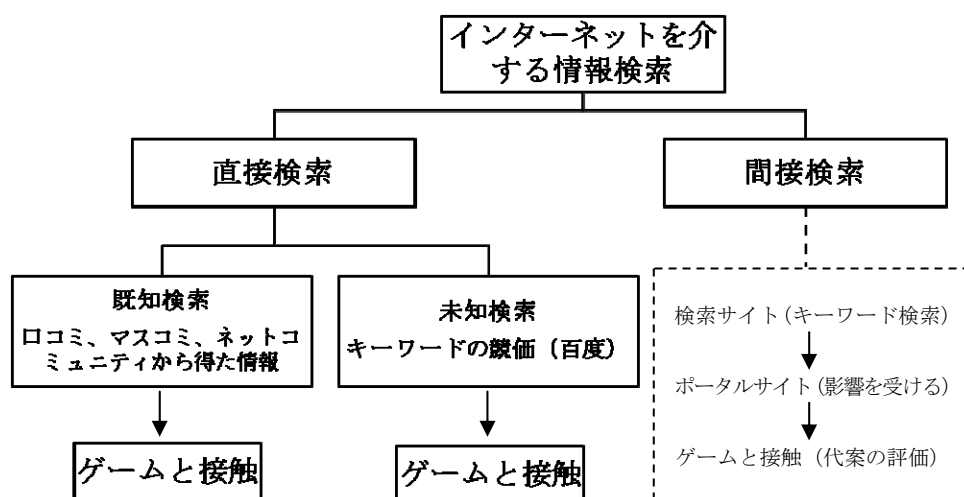 インターネットを介
する情報検索
直接検索
間接検索
既知検索
口コミ、マスコミ、ネットコ
ミュニティから得た情報
未知検索
キーワードの競価（百度）
ゲームと接触
ゲームと接触
検索サイト（キーワード検索）
ポータルサイト（影響を受ける）
ゲームと接触（代案の評価）